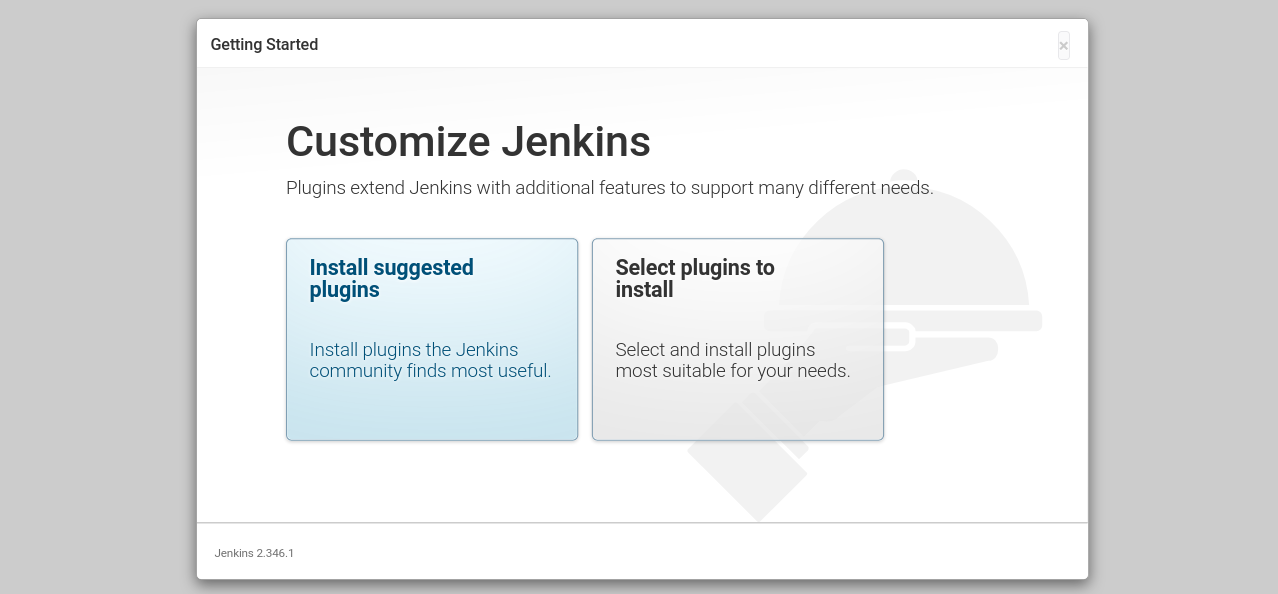 Getting Started
×
Customize Jenkins
Plugins extend Jenkins with additional features to support many different needs.
Install suggested
plugins
Install plugins the Jenkins
community finds most useful.
Select plugins to
install
Select and install plugins
most suitable for your needs.
Jenkins 2.346.1